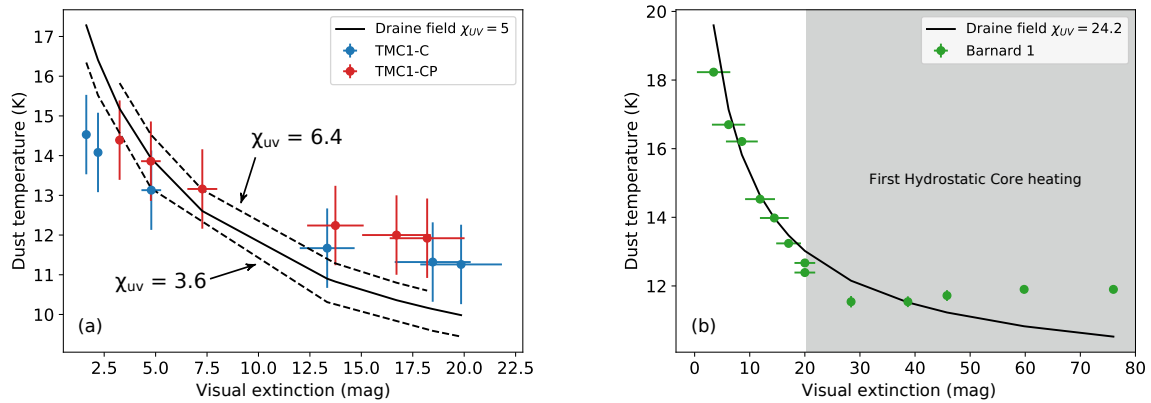 17
16
15
14
13
12
11
10
Dust temperature (K)
Draine field χUV = 5
TMC1-C
TMC1-CP
χuv = 6.4
χuv = 3.6
(a)
2.5 5.0 7.5 10.0 12.5 15.0 17.5 20.0 22.5
Visual extinction (mag)
20
18
16
14
12
Dust temperature (K)
Draine field χUV = 24.2
Barnard 1
First Hydrostatic Core heating
(b)
0 10 20 30 40 50 60 70 80
Visual extinction (mag)